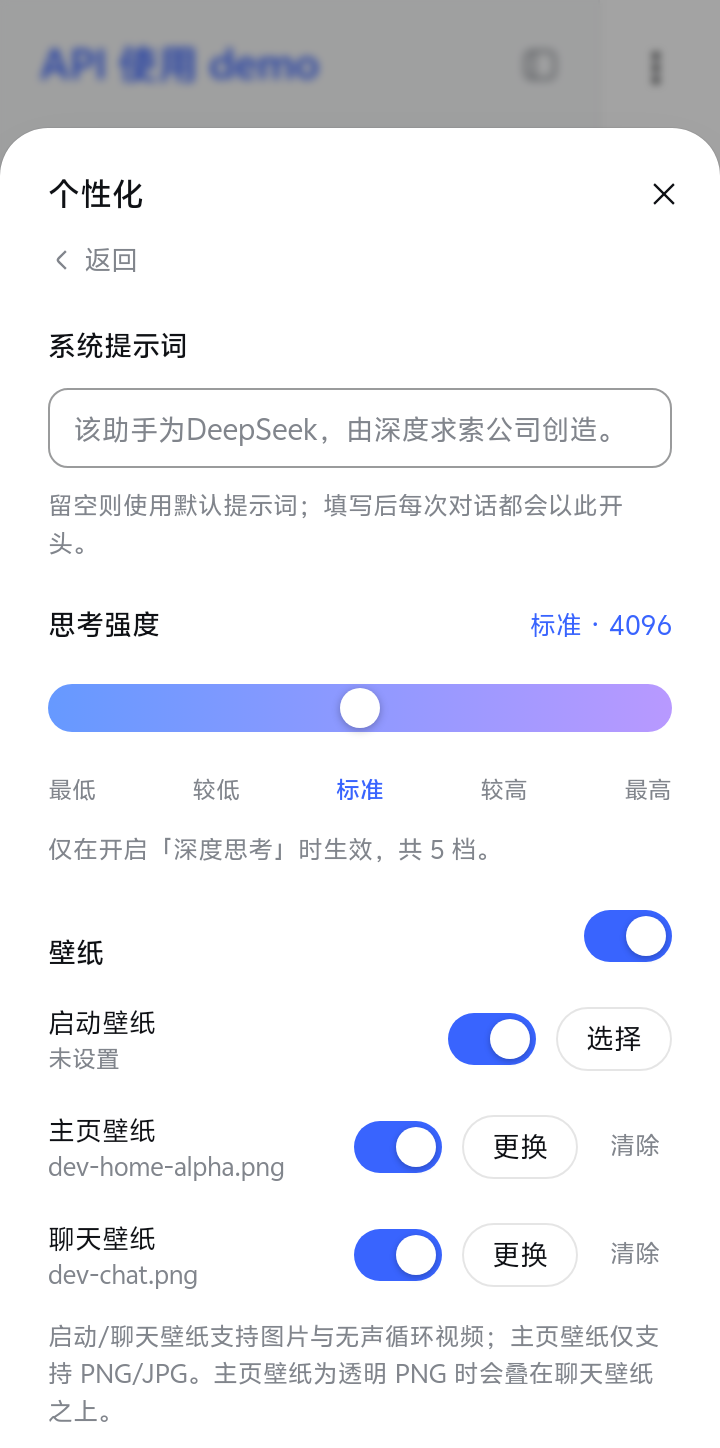 API 使用 demo
个性化
返回
系统提示词
该助手为DeepSeek，由深度求索公司创造。
留空则使用默认提示词；填写后每次对话都会以此开
头。
思考强度
标准 · 4096
最低 较低 标准 较高 最高
仅在开启「深度思考」时生效，共 5 档。
壁纸
启动壁纸
未设置
选择
主页壁纸
dev-home-alpha.png
更换 清除
聊天壁纸
dev-chat.png
更换 清除
启动/聊天壁纸支持图片与无声循环视频；主页壁纸仅支
持 PNG/JPG。主页壁纸为透明 PNG 时会叠在聊天壁纸
之上。